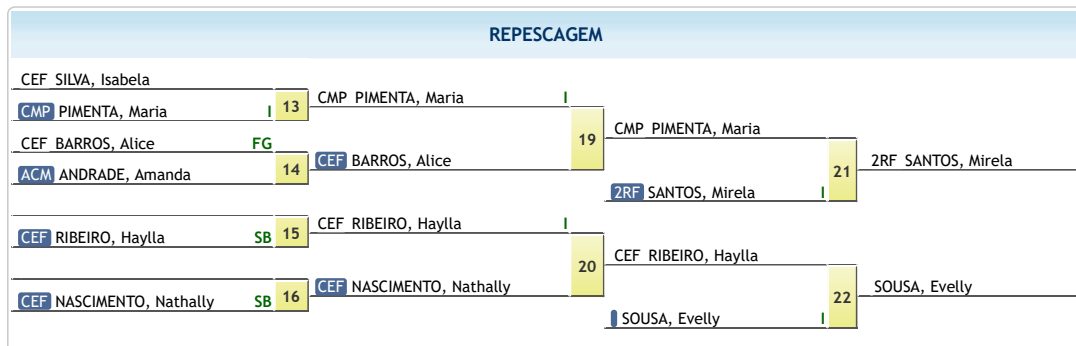 REPESCAGEM
CEF SILVA, Isabela
CMP PIMENTA, Maria I
13
CEF BARROS, Alice FG
ACM ANDRADE, Amanda
14
CEF RIBEIRO, Haylla SB
15
CEF NASCIMENTO, Nathally SB
16
CMP PIMENTA, Maria I
CEF BARROS, Alice
19
CEF RIBEIRO, Haylla I
CEF NASCIMENTO, Nathally
20
CMP PIMENTA, Maria
2RF SANTOS, Mirela I
21
CEF RIBEIRO, Haylla
SOUSA, Evelly I
22
2RF SANTOS, Mirela
SOUSA, Evelly